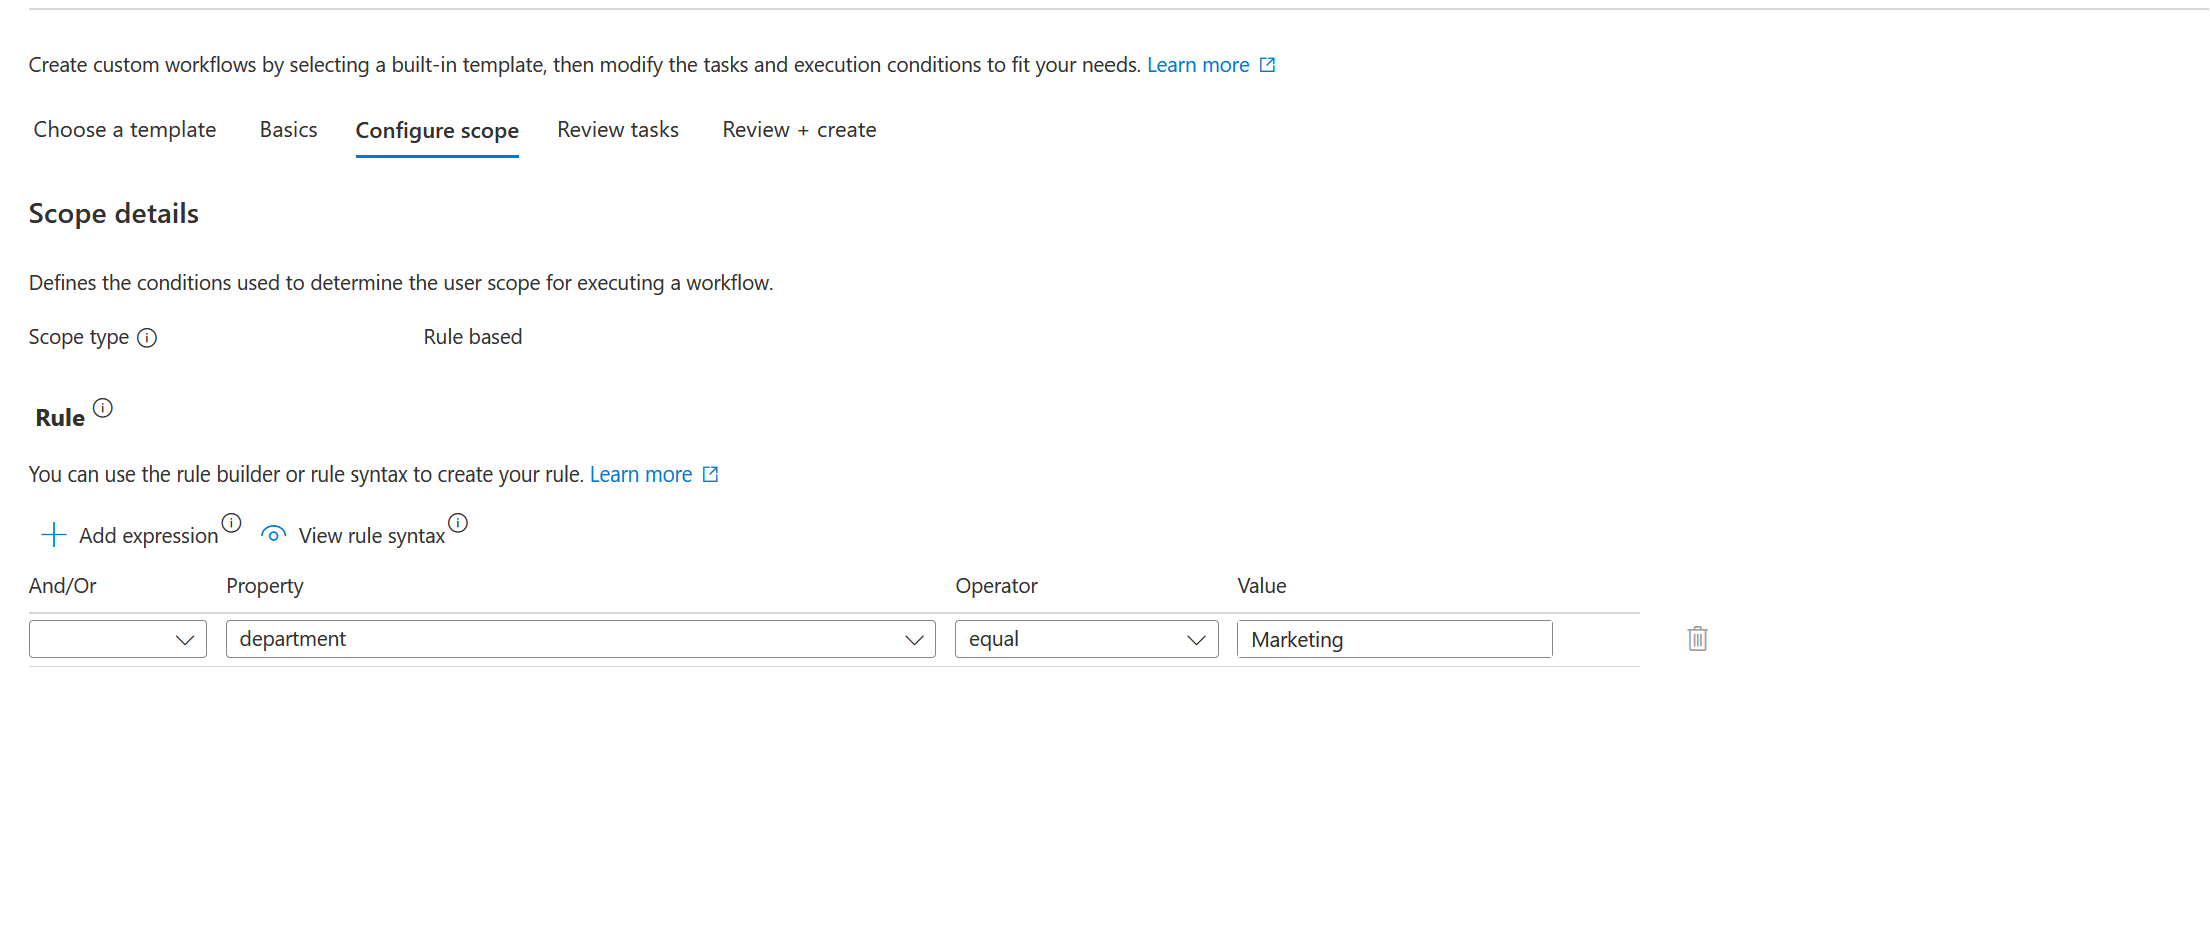 Create custom workflows by selecting a built-in template, then modify the tasks and execution conditions to fit your needs. Learn more
Choose a template Basics Configure scope Review tasks Review + create
Scope details
Defines the conditions used to determine the user scope for executing a workflow.
Scope type Rule based
Rule
You can use the rule builder or rule syntax to create your rule. Learn more
Add expression View rule syntax
And/Or Property Operator Value
department equal Marketing